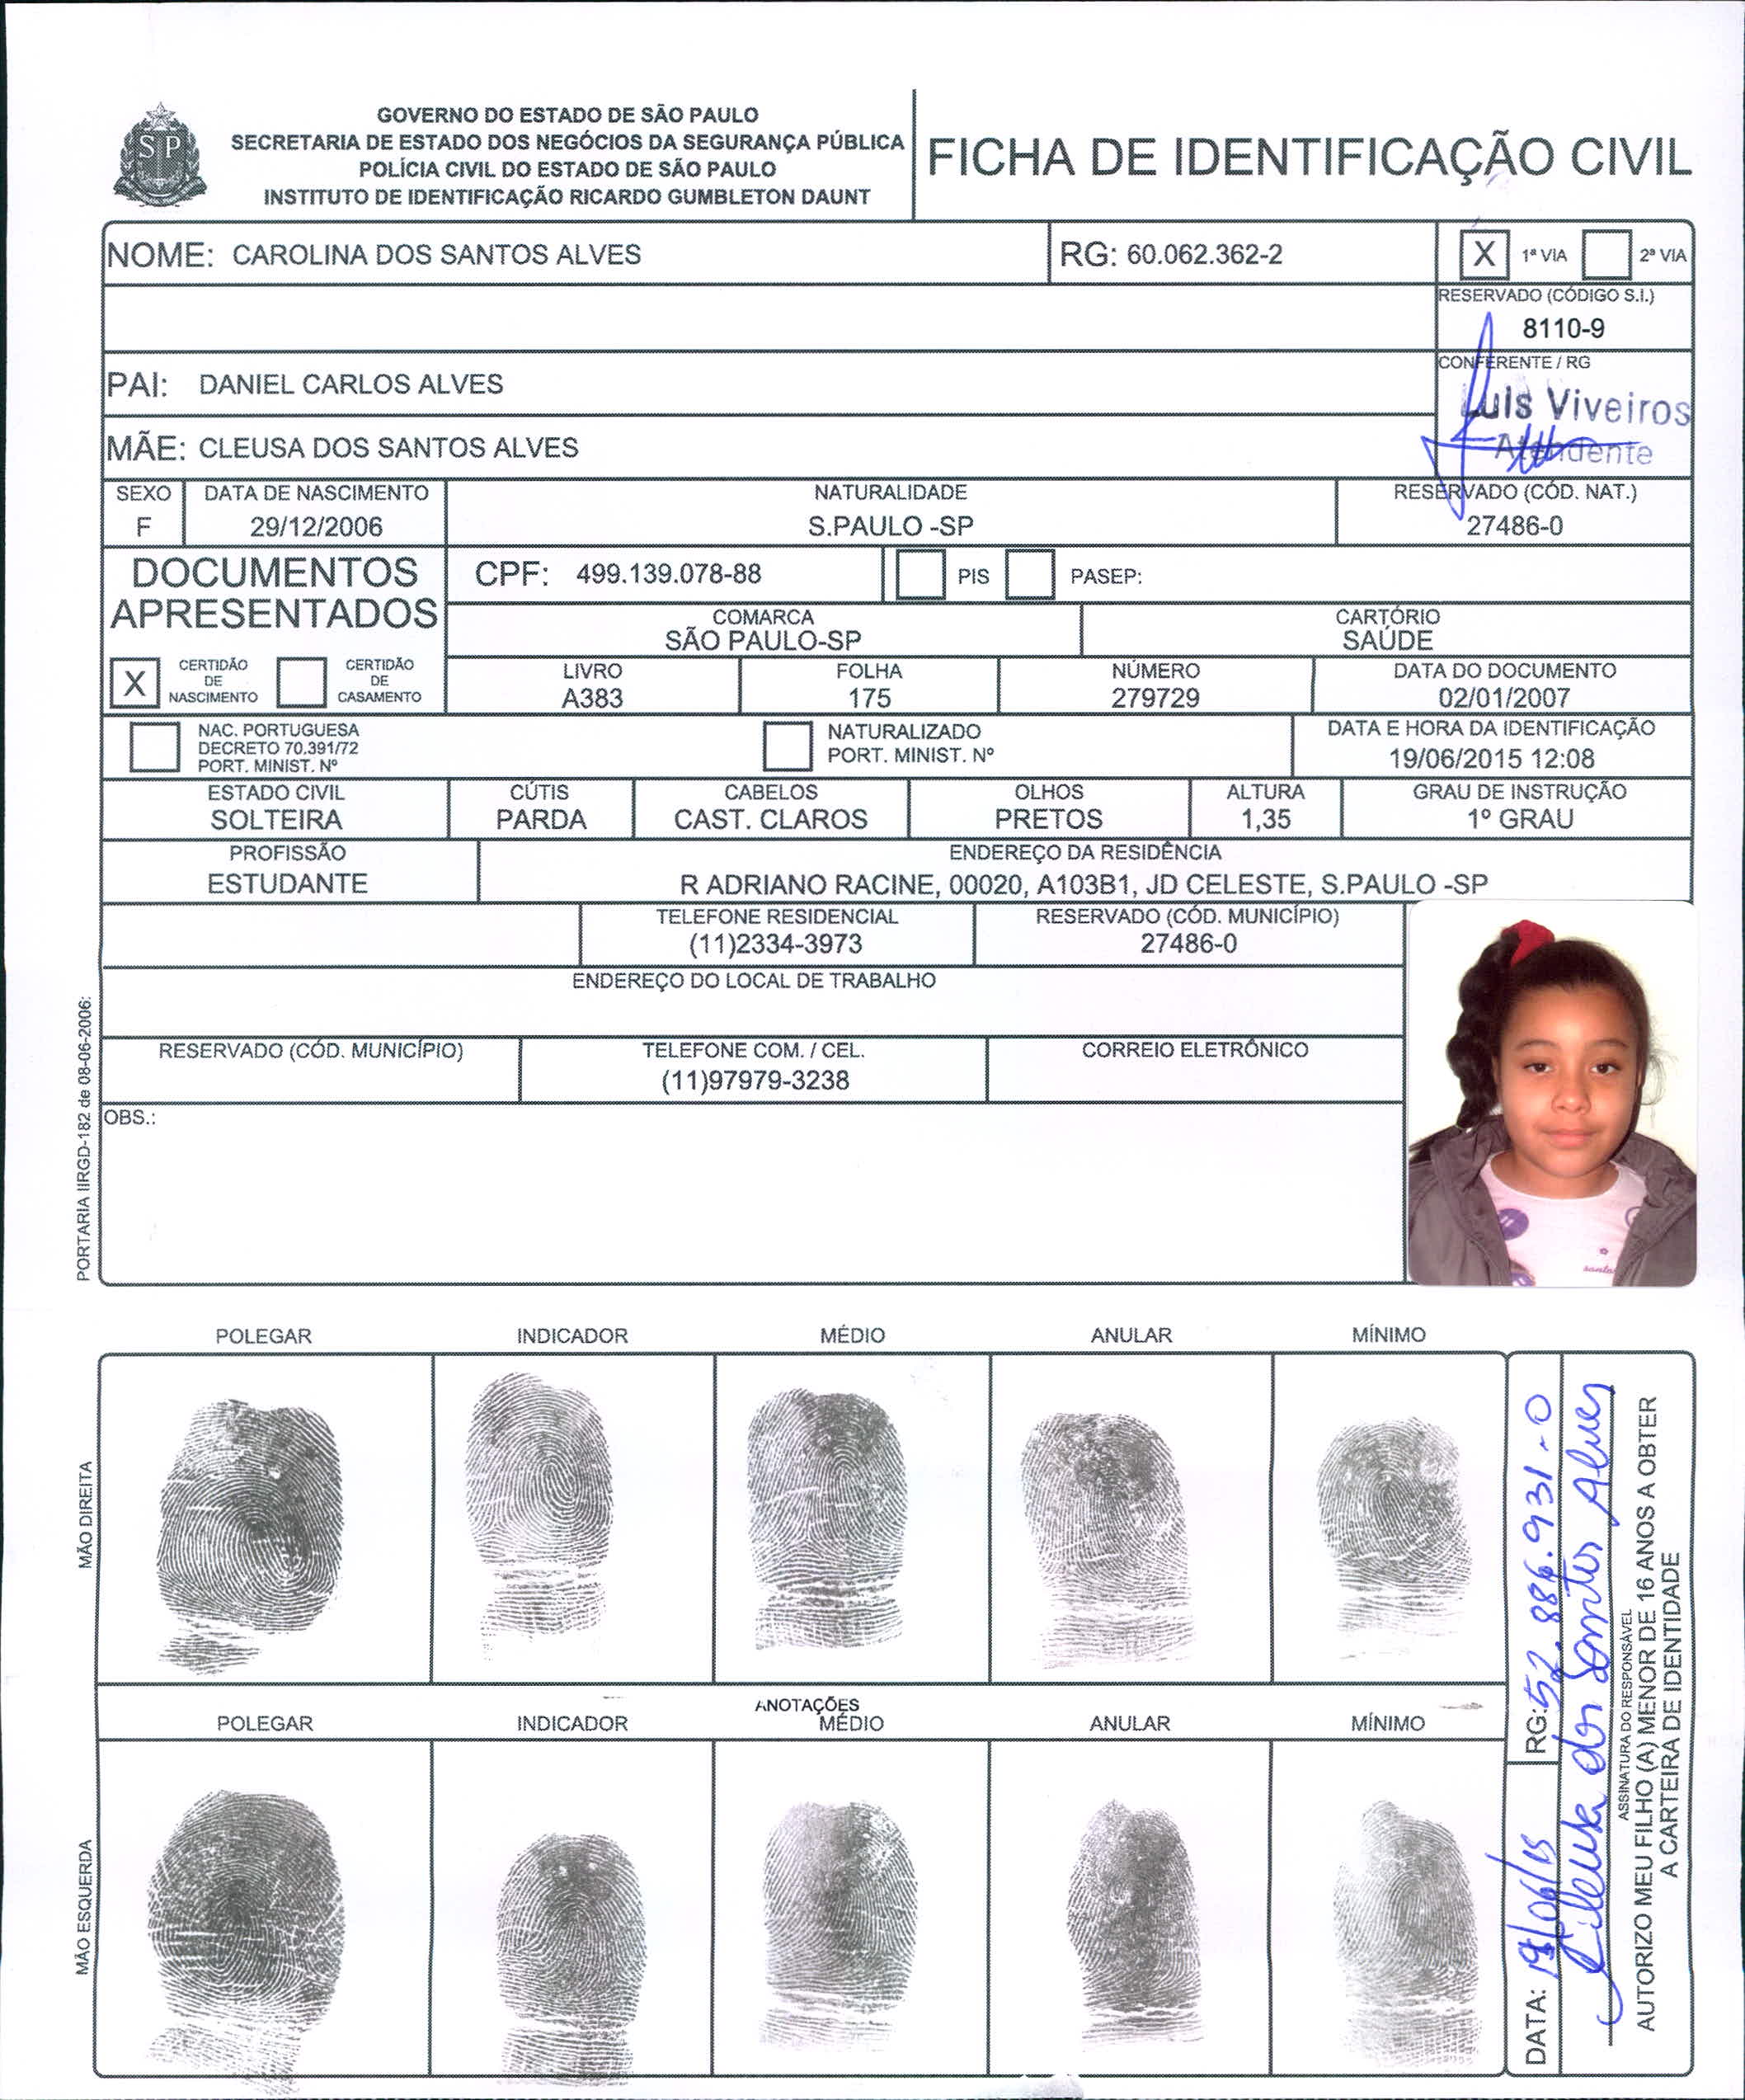 GOVERNO DO ESTADO DE SÃO PAULO
SECRETARIA DE ESTADO DOS NEGÓCIOS DA SEGURANÇA PÚBLICA
POLÍCIA CIVIL DO ESTADO DE SÃO PAULO
INSTITUTO DE IDENTIFICAÇÃO RICARDO GUMBLETON DAUNT
SP
FICHA DE IDENTIFICAÇÃO CIVIL
NOME: CAROLINA DOS SANTOS ALVES
RG: 60.062.362-2
X 1ª VIA 2ª VIA
RESERVADO (CÓDIGO S.I.)
8110-9
PAI: DANIEL CARLOS ALVES
CONFERENTE / RG
Luis Viveiros
Atendente
MÃE: CLEUSA DOS SANTOS ALVES
SEXO DATA DE NASCIMENTO NATURALIDADE RESERVADO (CÓD. NAT.)
F 29/12/2006 S.PAULO -SP 27486-0
DOCUMENTOS
APRESENTADOS
CPF: 499.139.078-88 PIS PASEP:
COMARCA CARTÓRIO
SÃO PAULO-SP SAÚDE
X CERTIDÃO
DE
NASCIMENTO
CERTIDÃO
DE
CASAMENTO
LIVRO FOLHA NÚMERO DATA DO DOCUMENTO
A383 175 279729 02/01/2007
NAC. PORTUGUESA
DECRETO 70.391/72
PORT. MINIST. Nº
NATURALIZADO
PORT. MINIST. Nº
DATA E HORA DA IDENTIFICAÇÃO
19/06/2015 12:08
ESTADO CIVIL CÚTIS CABELOS OLHOS ALTURA GRAU DE INSTRUÇÃO
SOLTEIRA PARDA CAST. CLAROS PRETOS 1,35 1º GRAU
PROFISSÃO ENDEREÇO DA RESIDÊNCIA
ESTUDANTE R ADRIANO RACINE, 00020, A103B1, JD CELESTE, S.PAULO -SP
TELEFONE RESIDENCIAL RESERVADO (CÓD. MUNICÍPIO)
(11)2334-3973 27486-0
ENDEREÇO DO LOCAL DE TRABALHO
RESERVADO (CÓD. MUNICÍPIO) TELEFONE COM. / CEL. CORREIO ELETRÔNICO
(11)97979-3238
OBS.:
PORTARIA IIRGD-182 de 08-06-2006:
POLEGAR INDICADOR MÉDIO ANULAR MÍNIMO
MÃO DIREITA
ANOTAÇÕES
POLEGAR INDICADOR MÉDIO ANULAR MÍNIMO
MÃO ESQUERDA
DATA: 19/06/15 RG: 52.886.931-0
Cleusa dos Santos Alves
ASSINATURA DO RESPONSÁVEL
AUTORIZO MEU FILHO (A) MENOR DE 16 ANOS A OBTER
A CARTEIRA DE IDENTIDADE